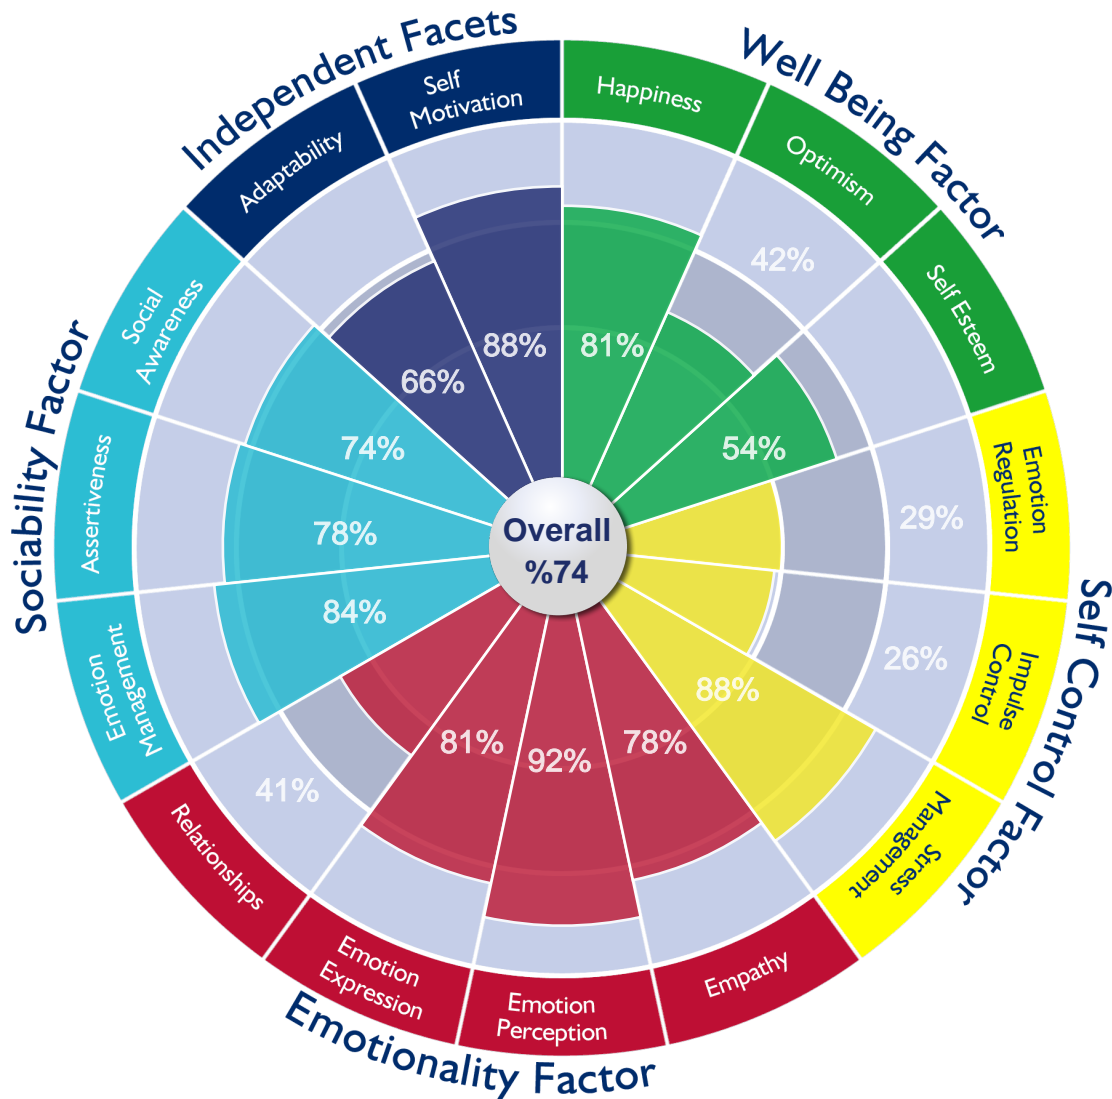 Independent Facets
Self
Motivation
88%
Adaptability
66%
Well Being Factor
Happiness
81%
Optimism
42%
Self Esteem
54%
Self Control Factor
Emotion
Regulation
29%
Impulse
Control
26%
Stress
Management
88%
Emotionality Factor
Empathy
78%
Emotion
Perception
92%
Emotion
Expression
81%
Relationships
41%
Sociability Factor
Emotion
Management
84%
Assertiveness
78%
Social
Awareness
74%
Overall
%74